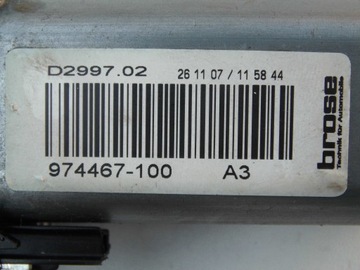 D2997.02 26 11 07 / 11 58 44
974467-100 A3
brose
Technik für Automobile